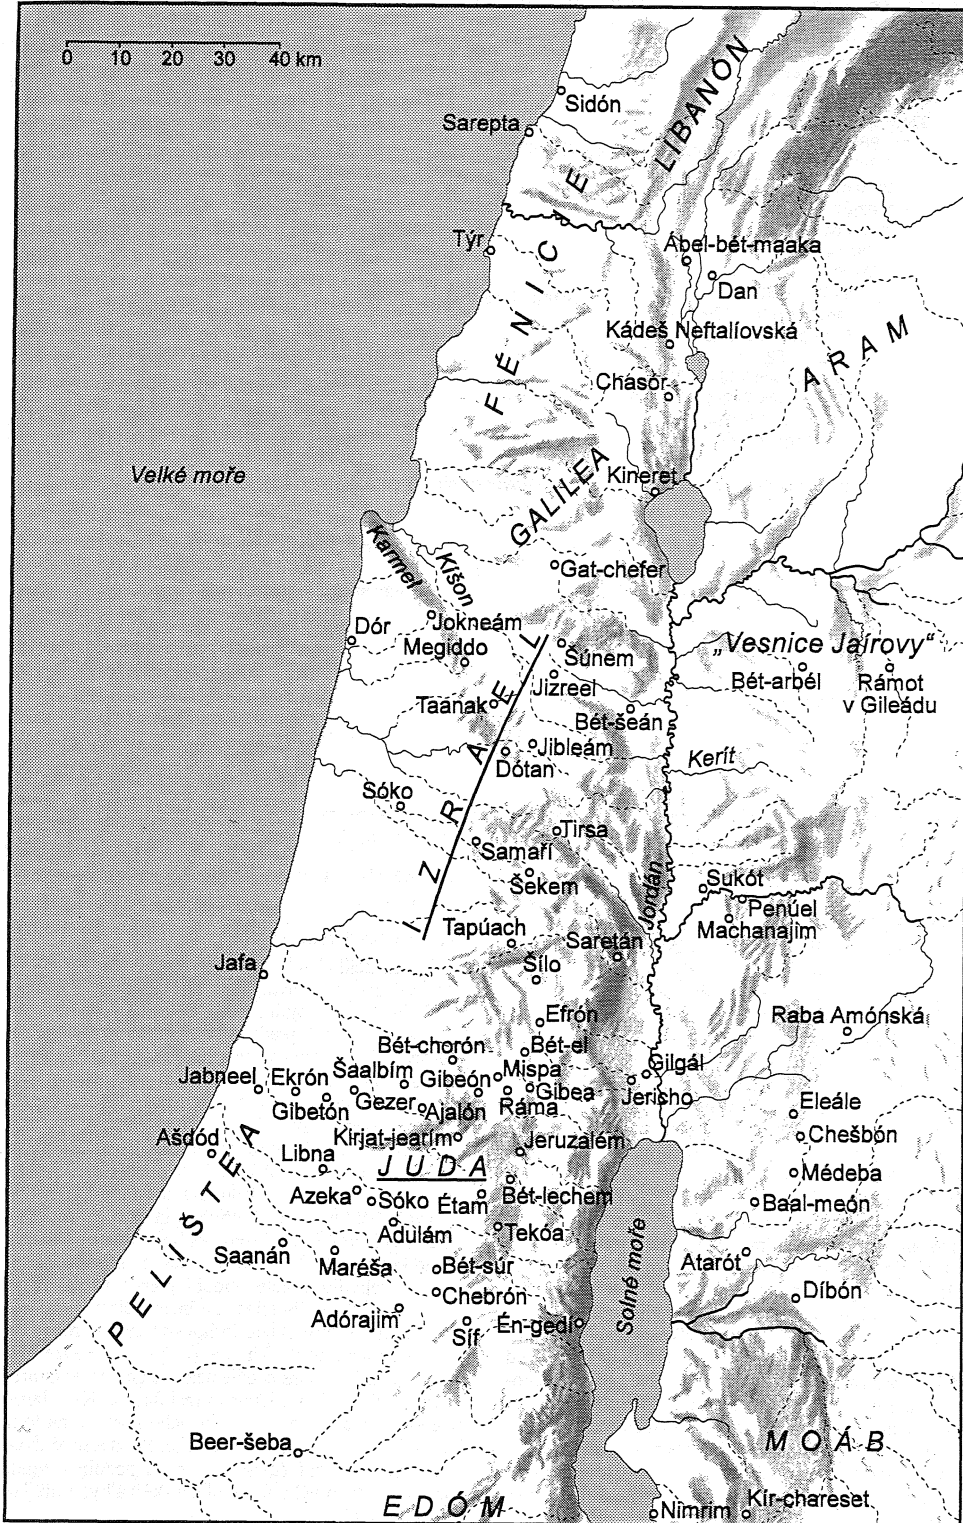 0 10 20 30 40 km
Sidón
Sarepta
LIBANÓN
FÉNICIE
Týr
Ábel-bét-maaka
Dan
Kádeš Neftalíovská
ARAM
Chasór
Velké moře
GALILEA
Kineret
Karmel
Kíšon
Gat-chefer
Jokneám
Dór
Megiddo
Šúnem
„Vesnice Jaírovy“
Jizreel
Bét-arbél
Rámot
v Gileádu
Taanak
Bét-šeán
IZRAEL
Jibleám
Dótan
Kerít
Sóko
Tirsa
Samaří
Šekem
Jordán
Sukót
Penúel
Machanajim
Tapúach
Saretán
Jafa
Šílo
Efrón
Raba Amónská
Bét-chorón
Bét-el
Gilgál
Jabneel
Ekrón
Šaalbím
Gibeón
Mispa
Gibetón
Gezer
Ajalón
Ráma
Gibea
Jericho
Eleále
Ašdód
Kirjat-jearím
Jeruzalém
Chešbón
Libna
JUDA
Médeba
Azeka
Sóko
Étam
Bét-lechem
Baal-meón
PELIŠTEA
Adulám
Tekóa
Saanán
Maréša
Bét-súr
Solné moře
Atarót
Chebrón
Díbón
Adórajim
Síf
Én-gedí
Beer-šeba
MOÁB
EDÓM
Nimrim
Kír-chareset